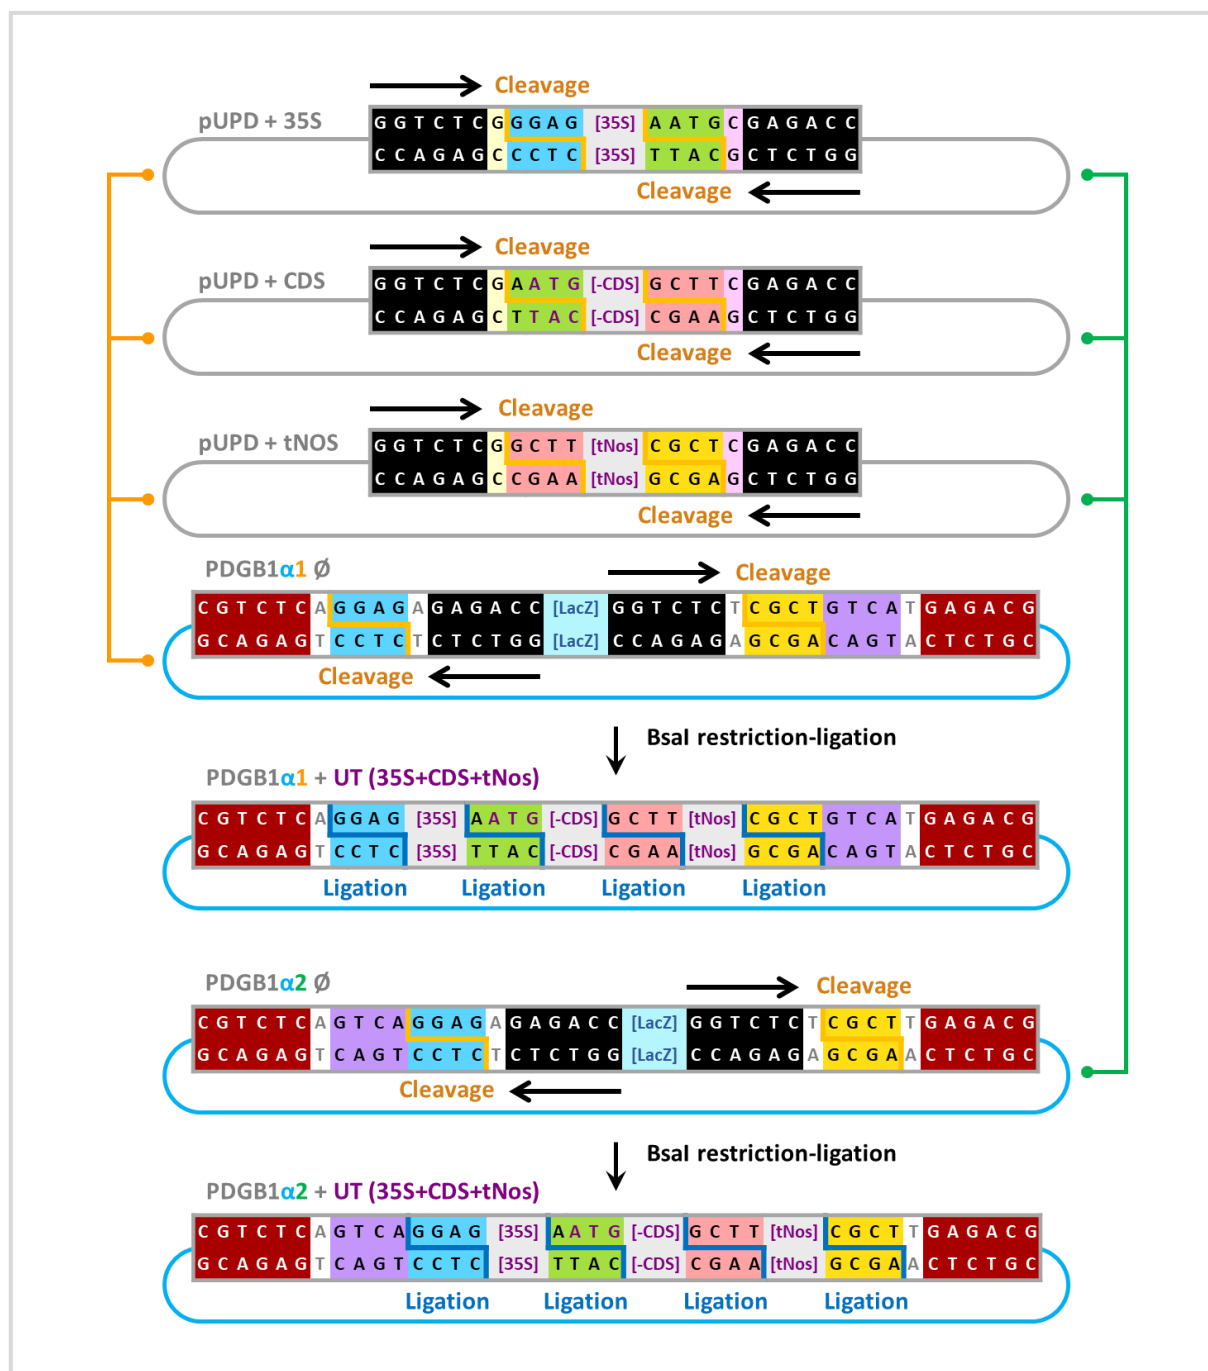 Cleavage
pUPD + 35S
G G T C T C G G G A G [35S] A A T G C G A G A C C
C C A G A G C C C T C [35S] T T A C G C T C T G G
Cleavage
Cleavage
pUPD + CDS
G G T C T C G A A T G [-CDS] G C T T C G A G A C C
C C A G A G C T T A C [-CDS] C G A A G C T C T G G
Cleavage
Cleavage
pUPD + tNOS
G G T C T C G G C T T [tNos] C G C T C G A G A C C
C C A G A G C C G A A [tNos] G C G A G C T C T G G
Cleavage
PDGB1α1 Ø
Cleavage
C G T C T C A G G A G A G A G A C C [LacZ] G G T C T C T C G C T G T C A T G A G A C G
G C A G A G T C C T C T C T C T G G [LacZ] C C A G A G A G C G A C A G T A C T C T G C
Cleavage
BsaI restriction-ligation
PDGB1α1 + UT (35S+CDS+tNos)
C G T C T C A G G A G [35S] A A T G [-CDS] G C T T [tNos] C G C T G T C A T G A G A C G
G C A G A G T C C T C [35S] T T A C [-CDS] C G A A [tNos] G C G A C A G T A C T C T G C
Ligation Ligation Ligation Ligation
PDGB1α2 Ø
Cleavage
C G T C T C A G T C A G G A G A G A G A C C [LacZ] G G T C T C T C G C T T G A G A C G
G C A G A G T C A G T C C T C T C T C T G G [LacZ] C C A G A G A G C G A A C T C T G C
Cleavage
BsaI restriction-ligation
PDGB1α2 + UT (35S+CDS+tNos)
C G T C T C A G T C A G G A G [35S] A A T G [-CDS] G C T T [tNos] C G C T T G A G A C G
G C A G A G T C A G T C C T C [35S] T T A C [-CDS] C G A A [tNos] G C G A A C T C T G C
Ligation Ligation Ligation Ligation